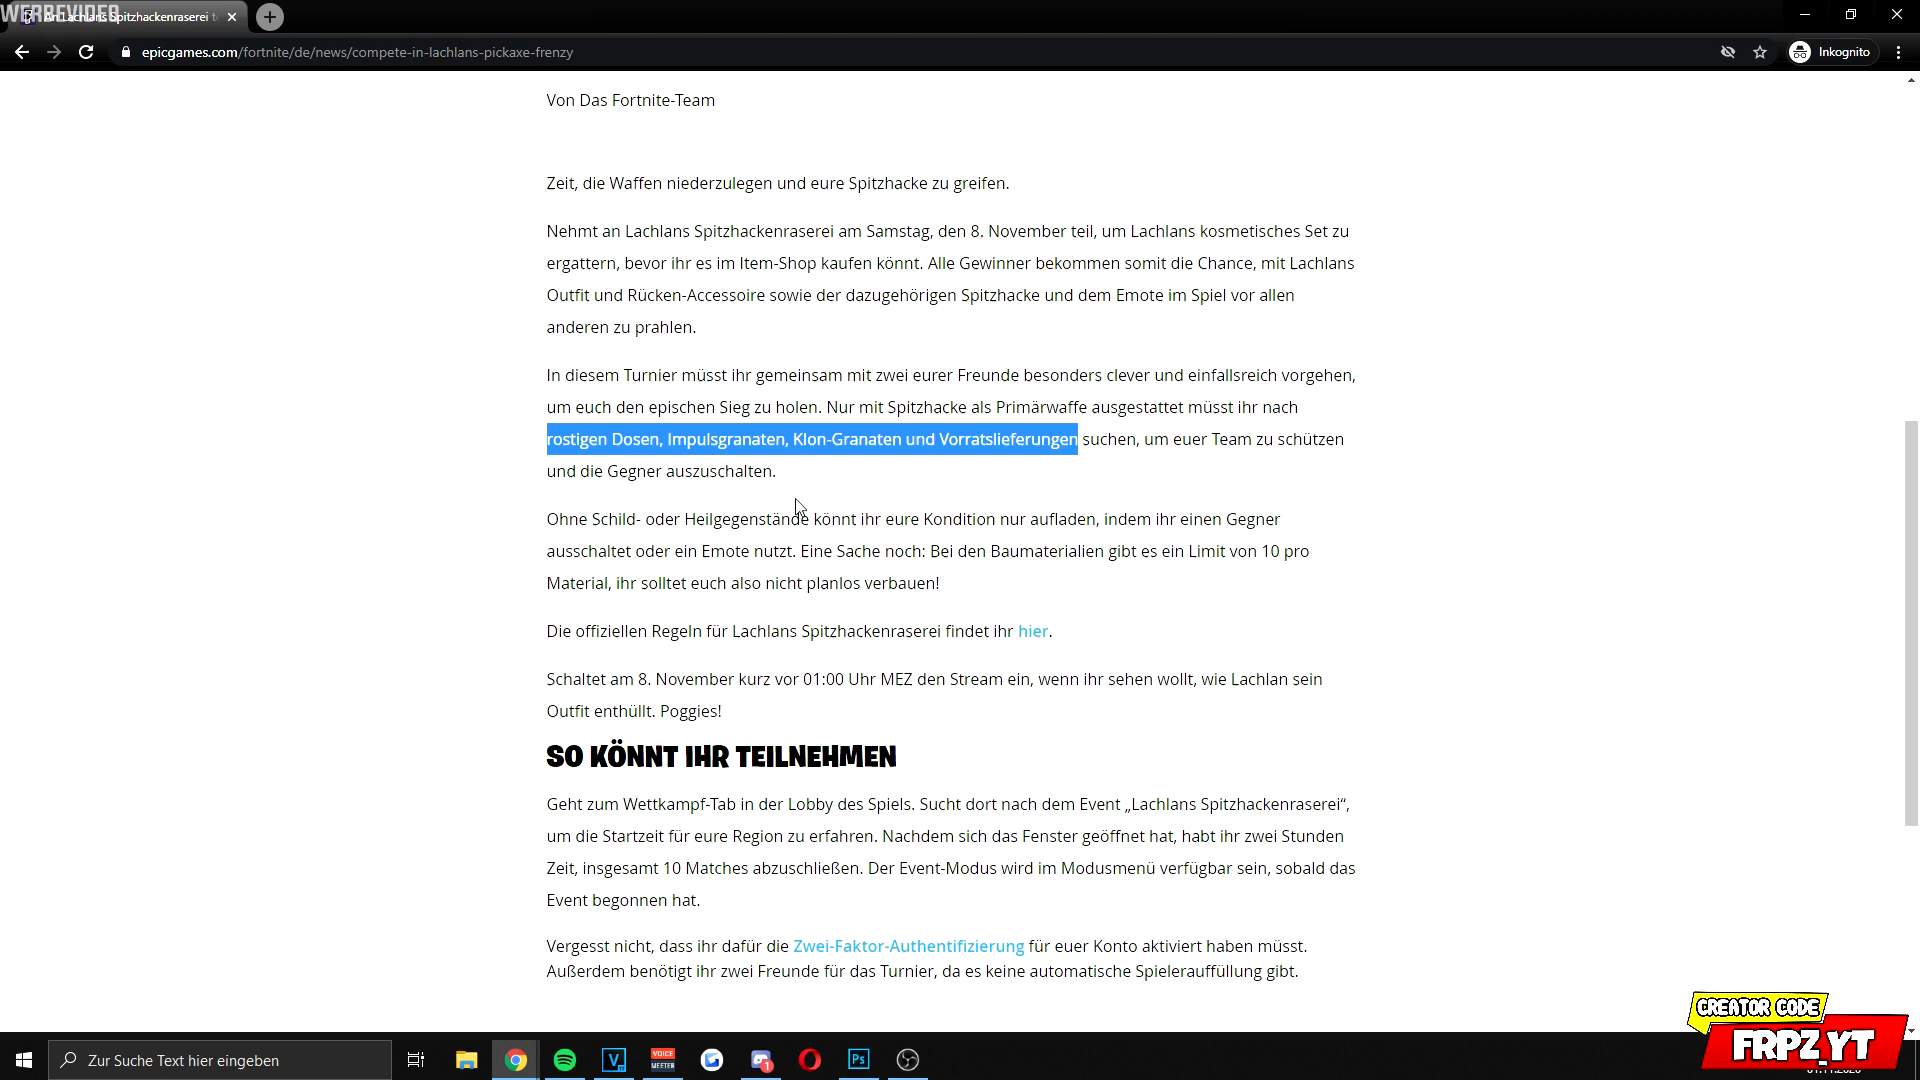 WERBEVIDEO
An Lachlans Spitzhackenraserei t
epicgames.com/fortnite/de/news/compete-in-lachlans-pickaxe-frenzy
Inkognito
Von Das Fortnite-Team
Zeit, die Waffen niederzulegen und eure Spitzhacke zu greifen.
Nehmt an Lachlans Spitzhackenraserei am Samstag, den 8. November teil, um Lachlans kosmetisches Set zu
ergattern, bevor ihr es im Item-Shop kaufen könnt. Alle Gewinner bekommen somit die Chance, mit Lachlans
Outfit und Rücken-Accessoire sowie der dazugehörigen Spitzhacke und dem Emote im Spiel vor allen
anderen zu prahlen.
In diesem Turnier müsst ihr gemeinsam mit zwei eurer Freunde besonders clever und einfallsreich vorgehen,
um euch den epischen Sieg zu holen. Nur mit Spitzhacke als Primärwaffe ausgestattet müsst ihr nach
rostigen Dosen, Impulsgranaten, Klon-Granaten und Vorratslieferungen suchen, um euer Team zu schützen
und die Gegner auszuschalten.
Ohne Schild- oder Heilgegenstände könnt ihr eure Kondition nur aufladen, indem ihr einen Gegner
ausschaltet oder ein Emote nutzt. Eine Sache noch: Bei den Baumaterialien gibt es ein Limit von 10 pro
Material, ihr solltet euch also nicht planlos verbauen!
Die offiziellen Regeln für Lachlans Spitzhackenraserei findet ihr hier.
Schaltet am 8. November kurz vor 01:00 Uhr MEZ den Stream ein, wenn ihr sehen wollt, wie Lachlan sein
Outfit enthüllt. Poggies!
SO KÖNNT IHR TEILNEHMEN
Geht zum Wettkampf-Tab in der Lobby des Spiels. Sucht dort nach dem Event „Lachlans Spitzhackenraserei“,
um die Startzeit für eure Region zu erfahren. Nachdem sich das Fenster geöffnet hat, habt ihr zwei Stunden
Zeit, insgesamt 10 Matches abzuschließen. Der Event-Modus wird im Modusmenü verfügbar sein, sobald das
Event begonnen hat.
Vergesst nicht, dass ihr dafür die Zwei-Faktor-Authentifizierung für euer Konto aktiviert haben müsst.
Außerdem benötigt ihr zwei Freunde für das Turnier, da es keine automatische Spielerauffüllung gibt.
CREATOR CODE
FRPZ_YT
Zur Suche Text hier eingeben
V
VOICE
MEETER
1
Ps